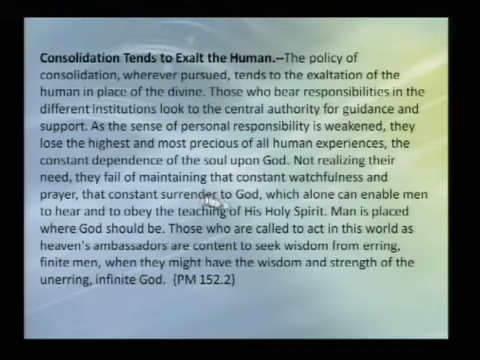 Consolidation Tends to Exalt the Human.--The policy of
consolidation, wherever pursued, tends to the exaltation of the
human in place of the divine. Those who bear responsibilities in the
different institutions look to the central authority for guidance and
support. As the sense of personal responsibility is weakened, they
lose the highest and most precious of all human experiences, the
constant dependence of the soul upon God. Not realizing their
need, they fail of maintaining that constant watchfulness and
prayer, that constant surrender to God, which alone can enable men
to hear and to obey the teaching of His Holy Spirit. Man is placed
where God should be. Those who are called to act in this world as
heaven's ambassadors are content to seek wisdom from erring,
finite men, when they might have the wisdom and strength of the
unerring, infinite God. {PM 152.2}